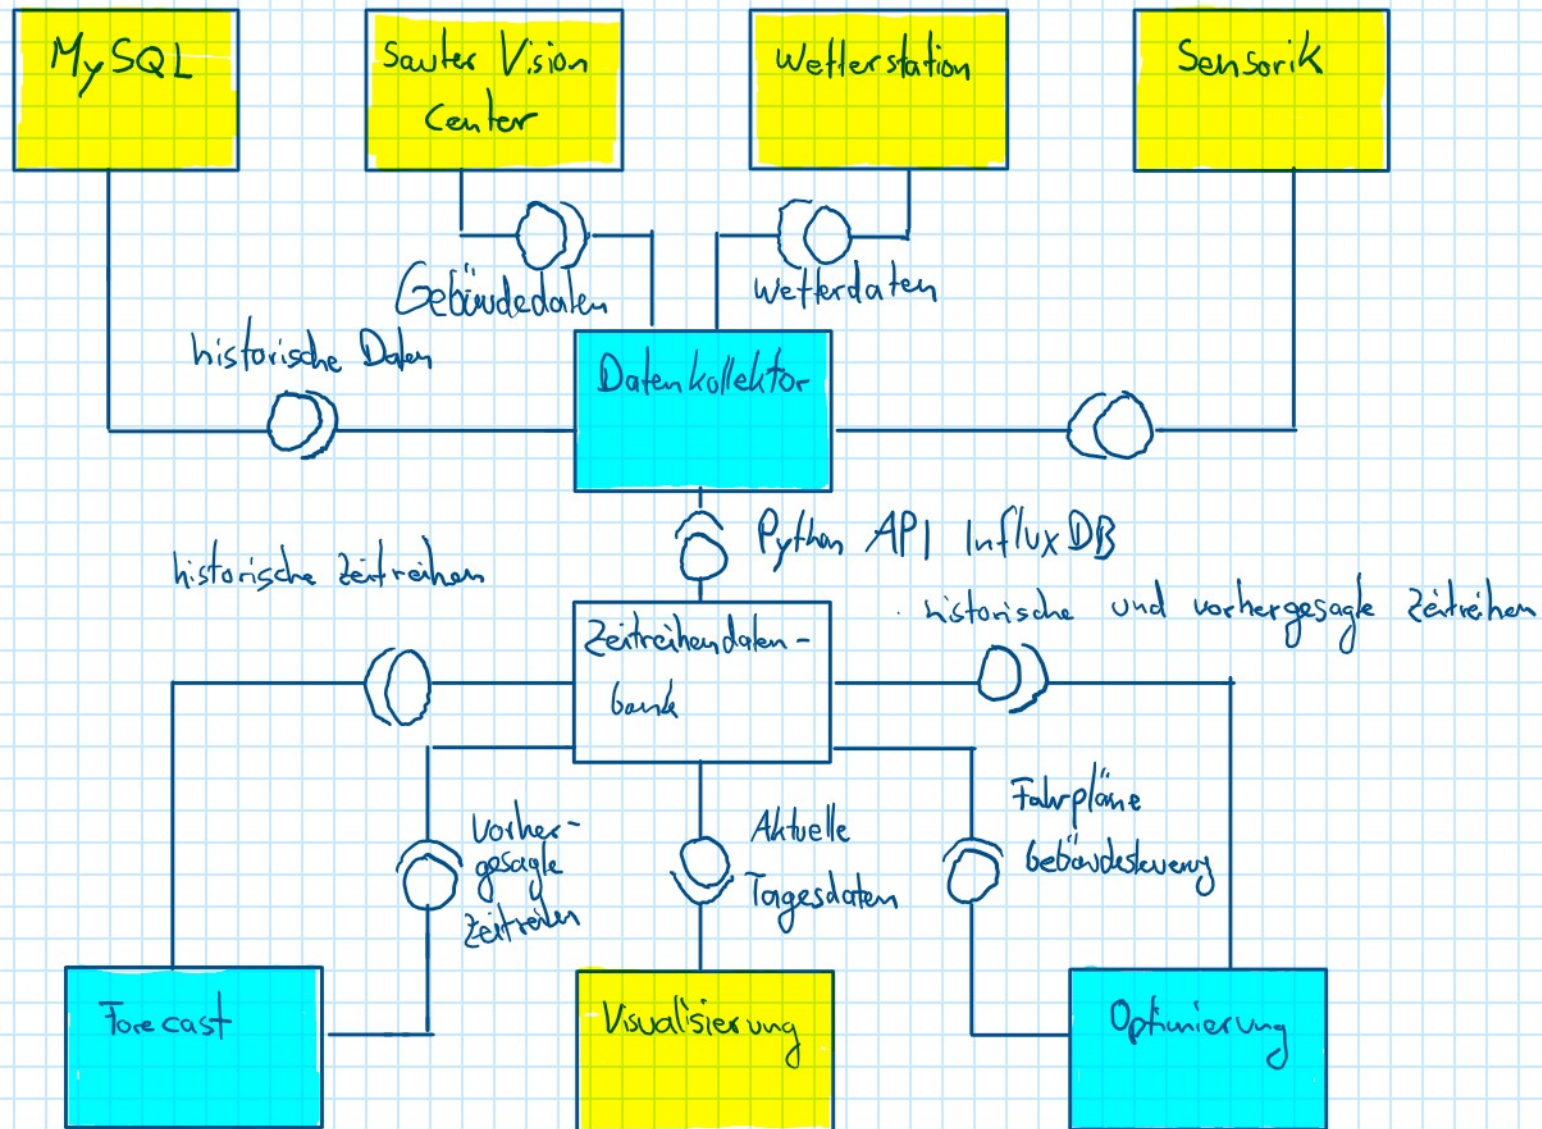 MySQL
Sauter Vision
Center
Wetterstation
Sensorik
Gebäudedaten
Wetterdaten
historische Daten
Datenkollektor
Python API InfluxDB
historische Zeitreihen
historische und vorhergesagte Zeitreihen
Zeitreihendaten-
bank
Vorher-
gesagte
Zeitreihen
Aktuelle
Tagesdaten
Fahrpläne
Gebäudesteuerung
Forecast
Visualisierung
Optimierung